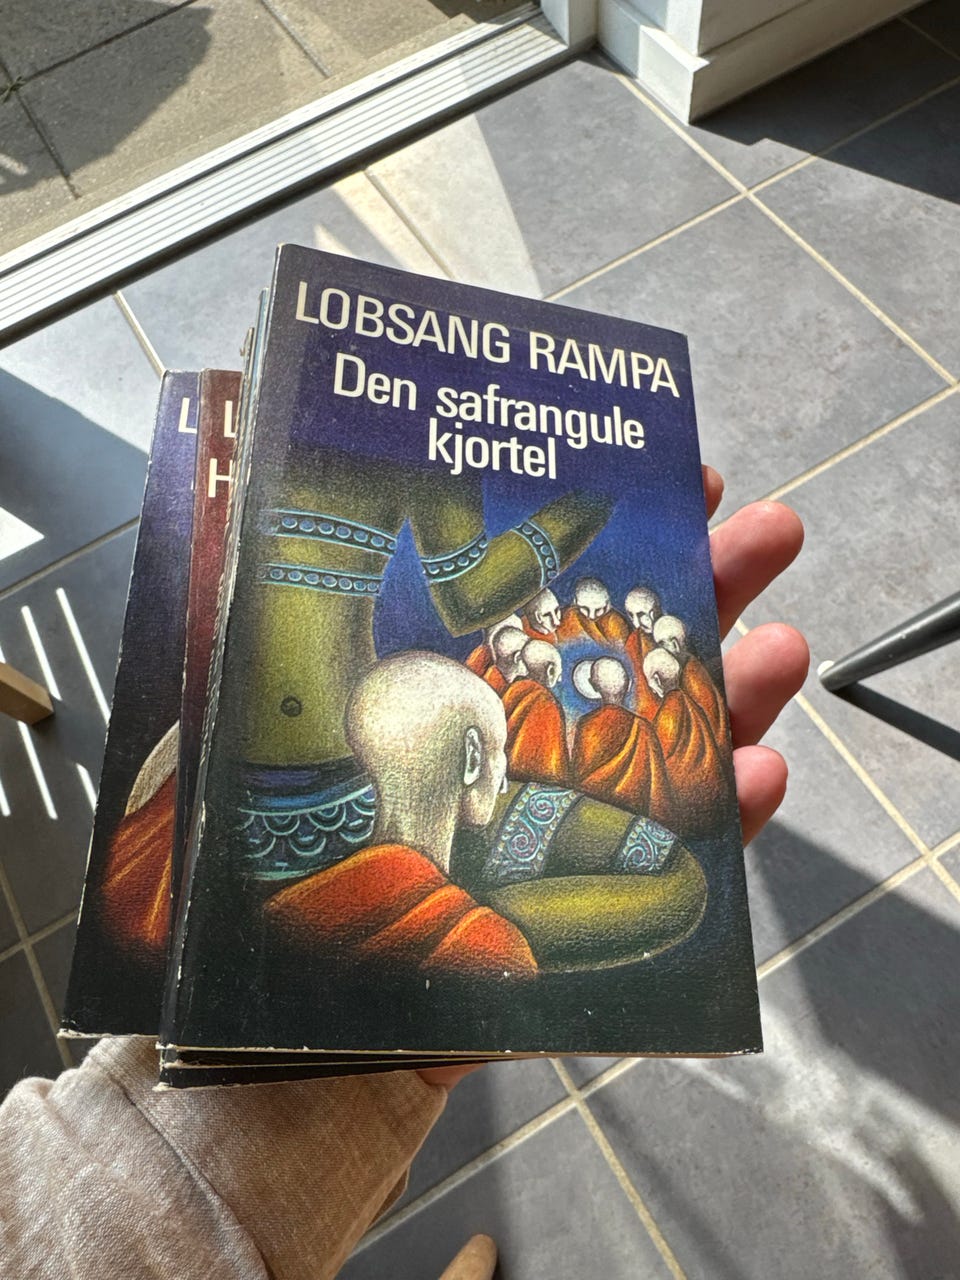 LOBSANG RAMPA
Den safrangule
kjortel
L
L
H